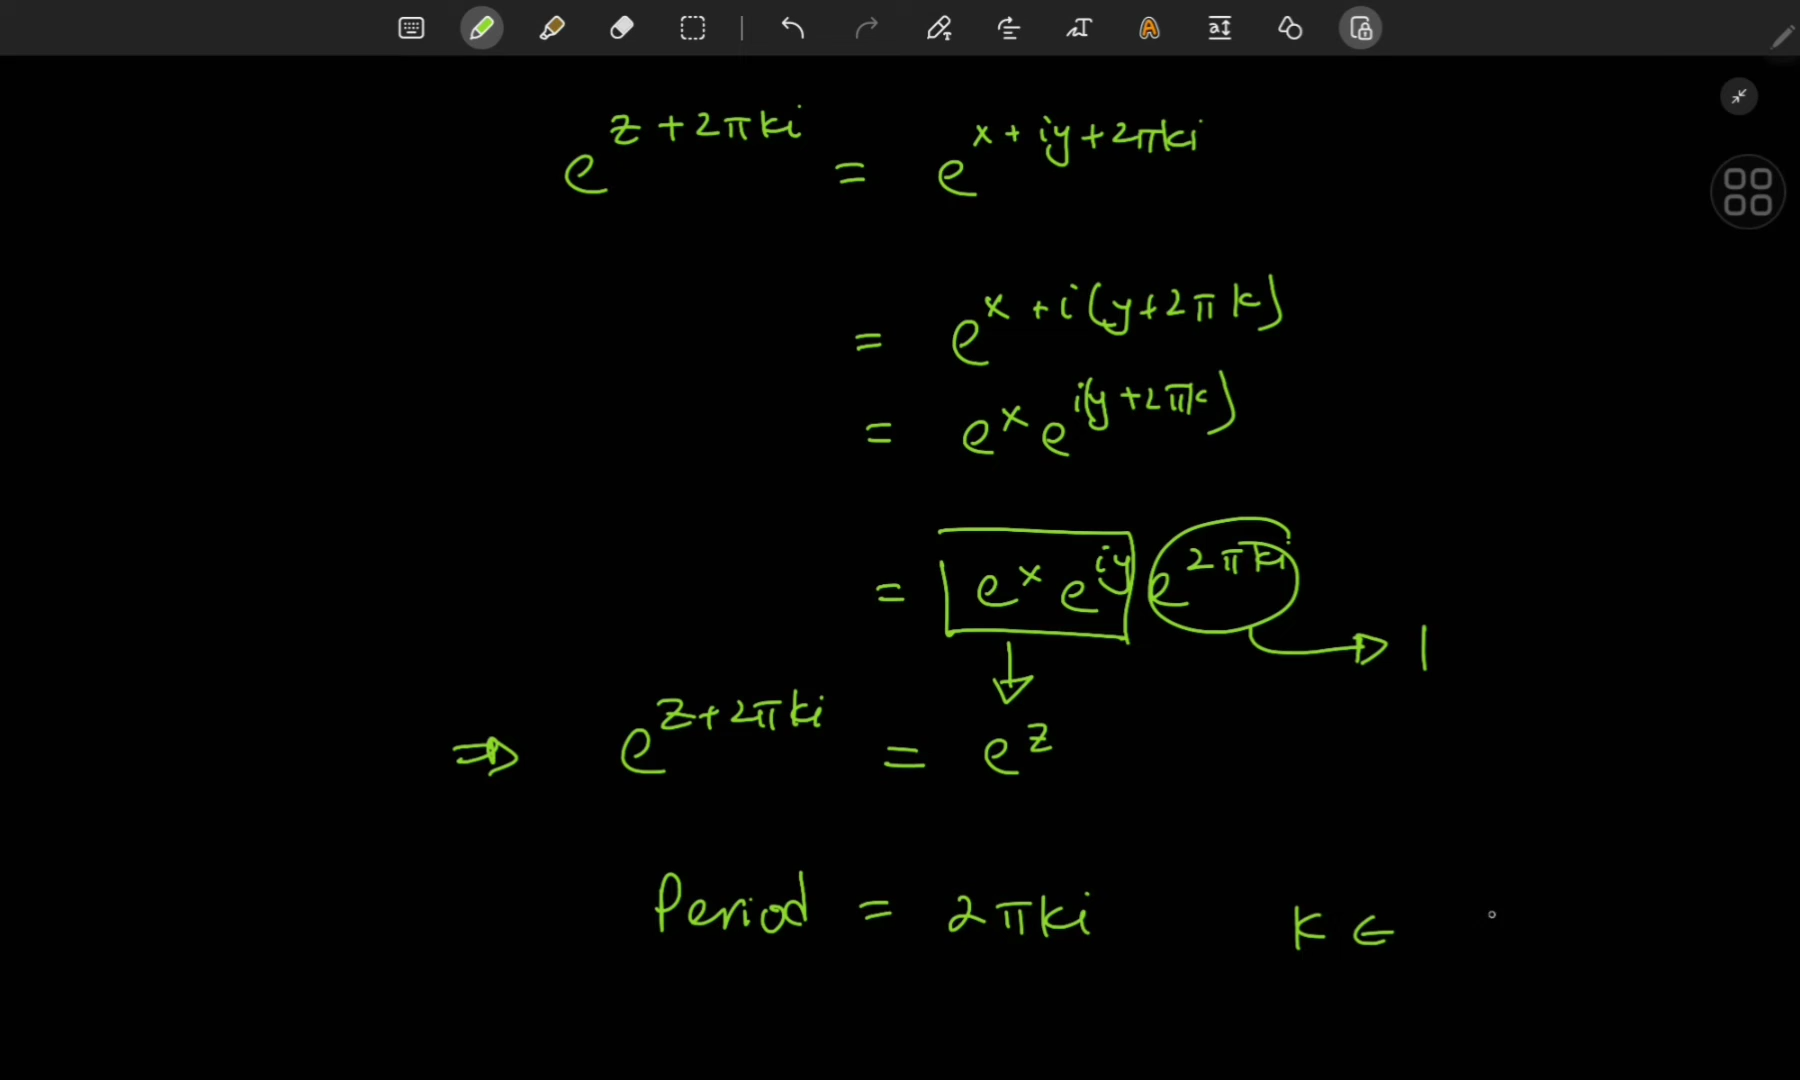 e^{z+2πki} = e^{x+iy+2πki}
= e^{x+i(y+2πk)}
= e^x e^{i(y+2πk)}
= e^x e^{iy} e^{2πki} → 1
⇒ e^{z+2πki} = e^z
Period = 2πki k ∈